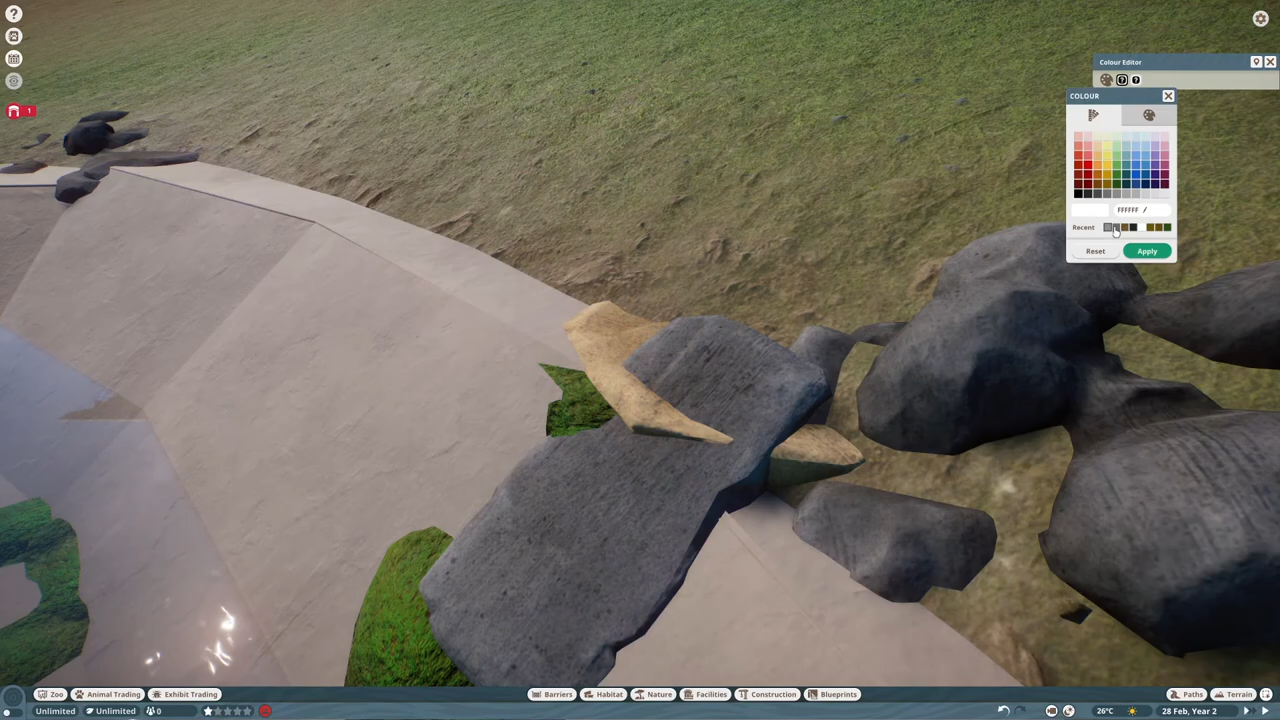 1
Colour Editor
COLOUR
FFFFFF /
Recent
Reset
Apply
Zoo
Animal Trading
Exhibit Trading
Barriers
Habitat
Nature
Facilities
Construction
Blueprints
Paths
Terrain
Unlimited
Unlimited
0
26°C
28 Feb, Year 2